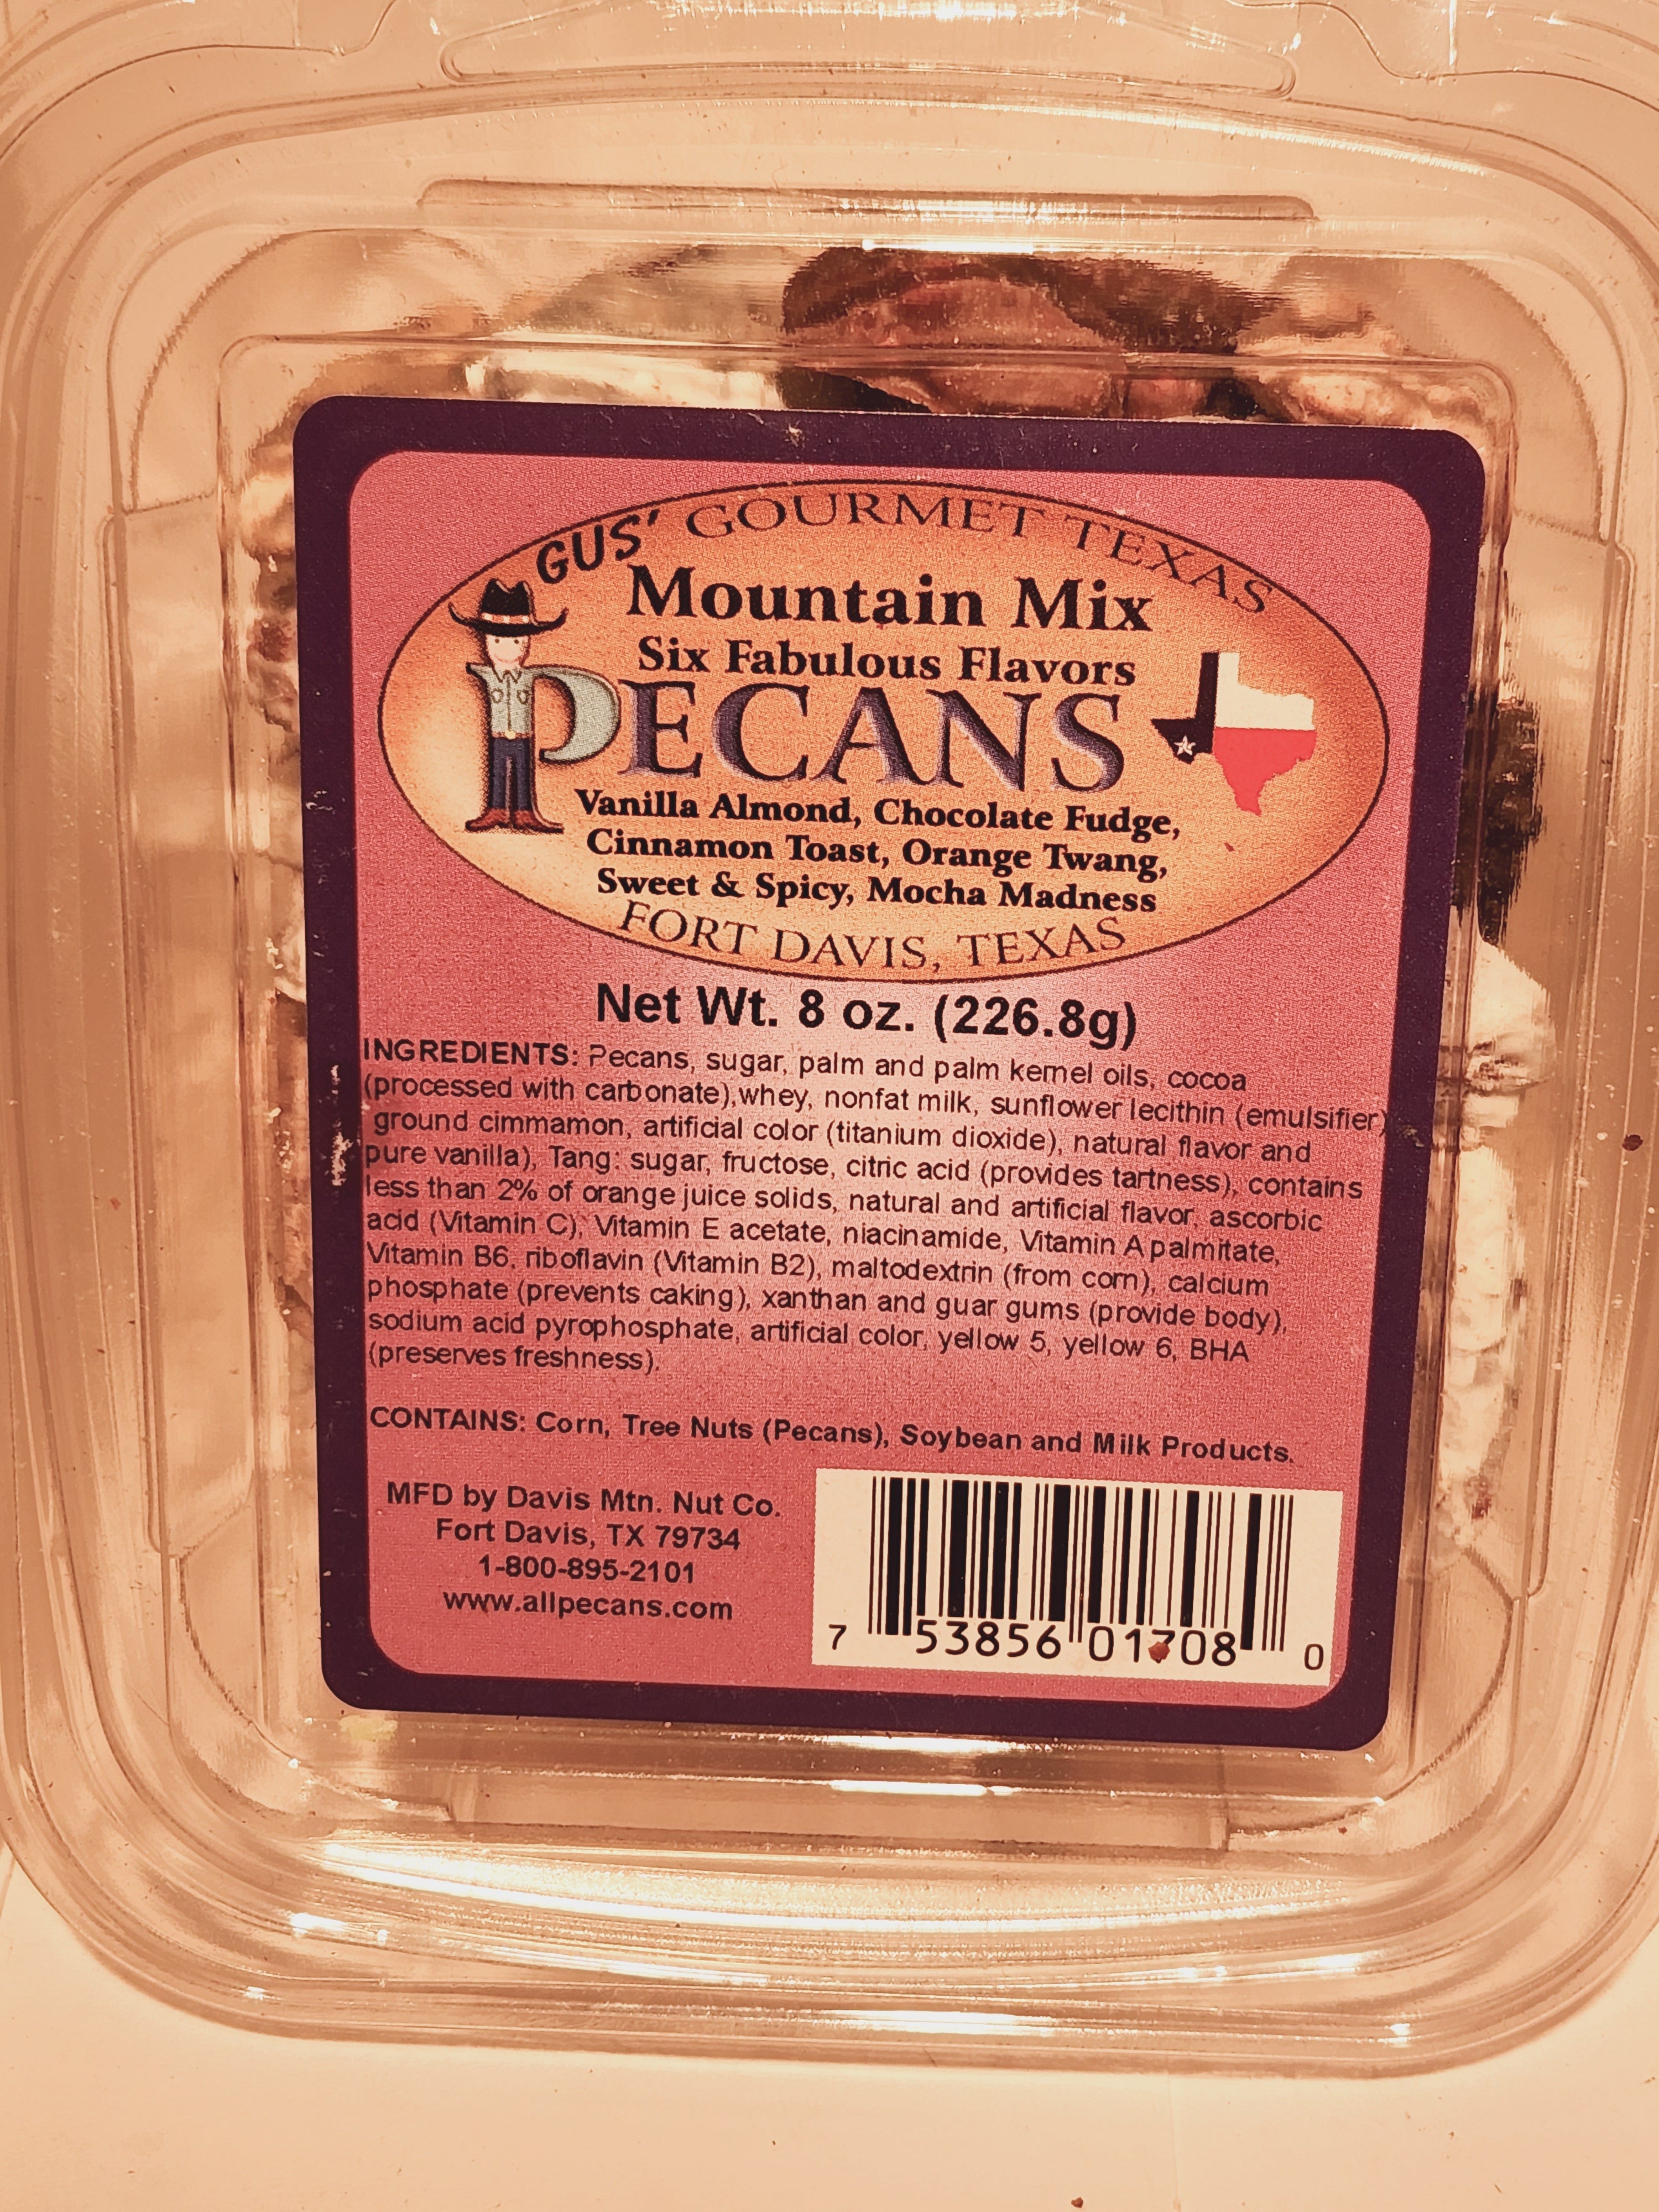 GUS' GOURMET TEXAS
Mountain Mix
Six Fabulous Flavors
PECANS
Vanilla Almond, Chocolate Fudge,
Cinnamon Toast, Orange Twang,
Sweet & Spicy, Mocha Madness
FORT DAVIS, TEXAS
Net Wt. 8 oz. (226.8g)
INGREDIENTS: Pecans, sugar, palm and palm kernel oils, cocoa
(processed with carbonate),whey, nonfat milk, sunflower lecithin (emulsifier)
ground cimmamon, artificial color (titanium dioxide), natural flavor and
pure vanilla), Tang: sugar, fructose, citric acid (provides tartness), contains
less than 2% of orange juice solids, natural and artificial flavor, ascorbic
acid (Vitamin C), Vitamin E acetate, niacinamide, Vitamin A palmitate,
Vitamin B6, riboflavin (Vitamin B2), maltodextrin (from corn), calcium
phosphate (prevents caking), xanthan and guar gums (provide body),
sodium acid pyrophosphate, artificial color, yellow 5, yellow 6, BHA
(preserves freshness).
CONTAINS: Corn, Tree Nuts (Pecans), Soybean and Milk Products.
MFD by Davis Mtn. Nut Co.
Fort Davis, TX 79734
1-800-895-2101
www.allpecans.com
7 53856 01708 0